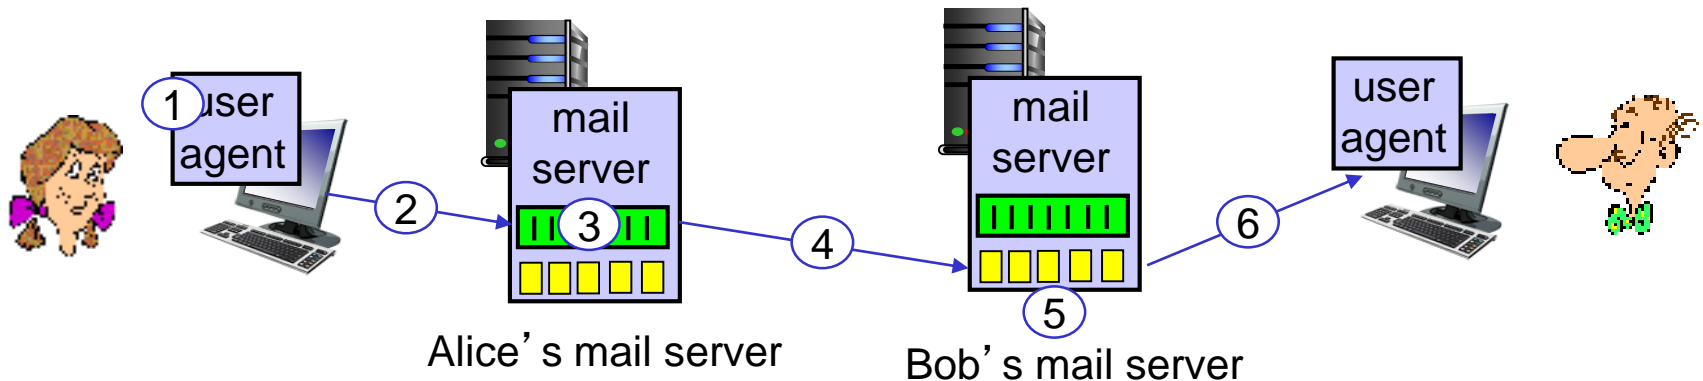 1
user
agent
2
mail
server
3
Alice’s mail server
4
mail
server
5
Bob’s mail server
6
user
agent